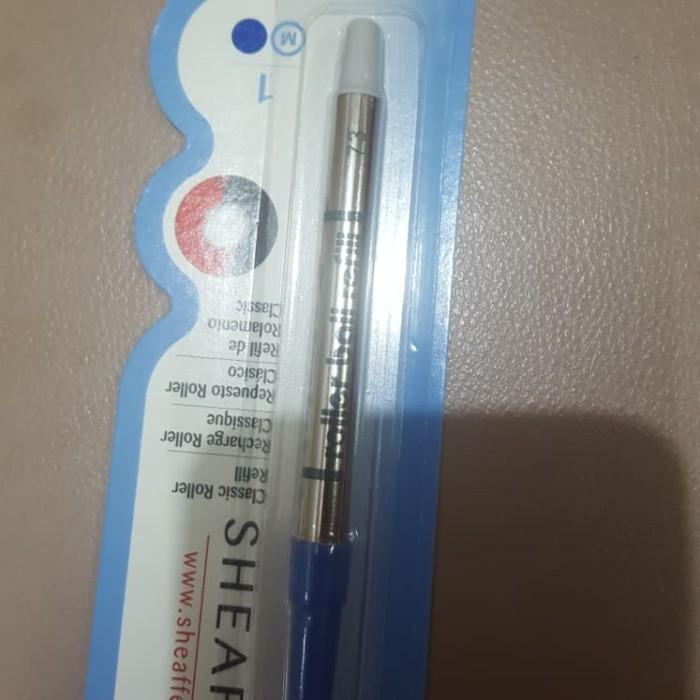 www.sheaffe
SHEAF
Classic Roller
Refill
Recharge Roller
Classique
Repuesto Roller
Clasico
Refil de
Rolamento
Classic
1
M
roller ball refill